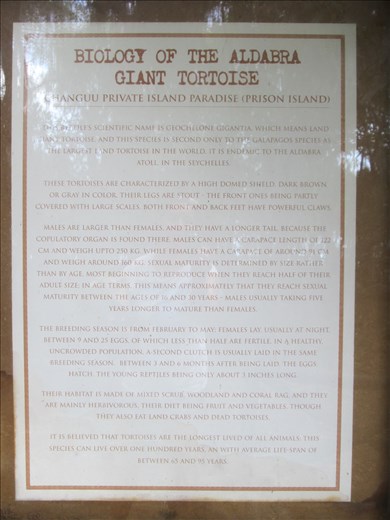 BIOLOGY OF THE ALDABRA
GIANT TORTOISE
CHANGUU PRIVATE ISLAND PARADISE (PRISON ISLAND)
SCIENTIFIC NAME IS GEOCHELONE GIGANTIA, WHICH MEANS LAND
TORTOISE, AND THIS SPECIES IS SECOND ONLY TO THE GALAPAGOS SPECIES AS
THE LARGEST LAND TORTOISE IN THE WORLD. IT IS ENDEMIC TO THE ALDABRA
ATOLL, IN THE SEYCHELLES.
THESE TORTOISES ARE CHARACTERIZED BY A HIGH DOMED SHIELD, DARK BROWN
OR GRAY IN COLOR. THEIR LEGS ARE STOUT - THE FRONT ONES BEING PARTLY
COVERED WITH LARGE SCALES, BOTH FRONT AND BACK FEET HAVE POWERFUL CLAWS.
MALES ARE LARGER THAN FEMALES, AND THEY HAVE A LONGER TAIL, BECAUSE THE
COPULATORY ORGAN IS FOUND THERE. MALES CAN HAVE A CARAPACE LENGTH OF
CM AND WEIGH UPTO 250 KG, WHILE FEMALES HAVE A CARAPACE OF AROUND CM
AND WEIGH AROUND 160 KG. SEXUAL MATURITY IS DETERMINED BY SIZE RATHER
THAN BY AGE, MOST BEGINNING TO REPRODUCE WHEN THEY REACH HALF OF THEIR
ADULT SIZE. IN AGE TERMS, THIS MEANS APPROXIMATELY THAT THEY REACH SEXUAL
MATURITY BETWEEN THE AGES OF AND 30 YEARS - MALES USUALLY TAKING FIVE
YEARS LONGER TO MATURE THAN FEMALES.
THE BREEDING SEASON IS FROM FEBRUARY TO MAY. FEMALES LAY, USUALLY AT NIGHT,
BETWEEN 9 AND 25 EGGS, OF WHICH LESS THAN HALF ARE FERTILE. IN A HEALTHY
UNCROWDED POPULATION, A SECOND CLUTCH IS USUALLY LAID IN THE SAME
BREEDING SEASON. BETWEEN 3 AND 6 MONTHS AFTER BEING LAID, THE EGGS
HATCH, THE YOUNG REPTILES BEING ONLY ABOUT 3 INCHES LONG.
THEIR HABITAT IS MADE OF MIXED SCRUB, WOODLAND AND CORAL RAG, AND THEY
ARE MAINLY HERBIVOROUS, THEIR DIET BEING FRUIT AND VEGETABLES, THOUGH
THEY ALSO EAT LAND CRABS AND DEAD TORTOISES.
IT IS BELIEVED THAT TORTOISES ARE THE LONGEST LIVED OF ALL ANIMALS. THIS
SPECIES CAN LIVE OVER ONE HUNDRED YEARS, AN WITH AVERAGE LIFE SPAN OF
BETWEEN 65 AND 90 YEARS.